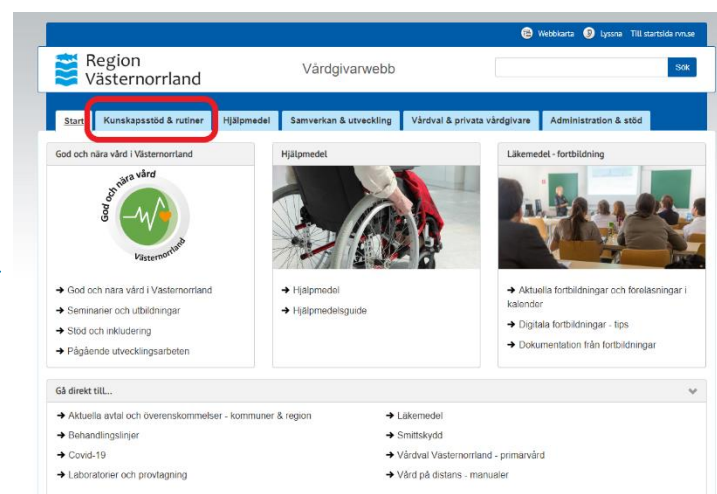 Webbkarta Lyssna Till startsida rvn.se
Region
Västernorrland
Vårdgivarwebb
Sök
Start Kunskapsstöd & rutiner Hjälpmedel Samverkan & utveckling Vårdval & privata vårdgivare Administration & stöd
God och nära vård i Västernorrland
God och nära vård
Västernorrland
→ God och nära vård i Västernorrland
→ Seminarier och utbildningar
→ Stöd och inkludering
→ Pågående utvecklingsarbeten
Hjälpmedel
→ Hjälpmedel
→ Hjälpmedelsguide
Läkemedel - fortbildning
→ Aktuella fortbildningar och föreläsningar i
kalender
→ Digitala fortbildningar - tips
→ Dokumentation från fortbildningar
Gå direkt till...
→ Aktuella avtal och överenskommelser - kommuner & region
→ Behandlingslinjer
→ Covid-19
→ Laboratorier och provtagning
→ Läkemedel
→ Smittskydd
→ Vårdval Västernorrland - primärvård
→ Vård på distans - manualer